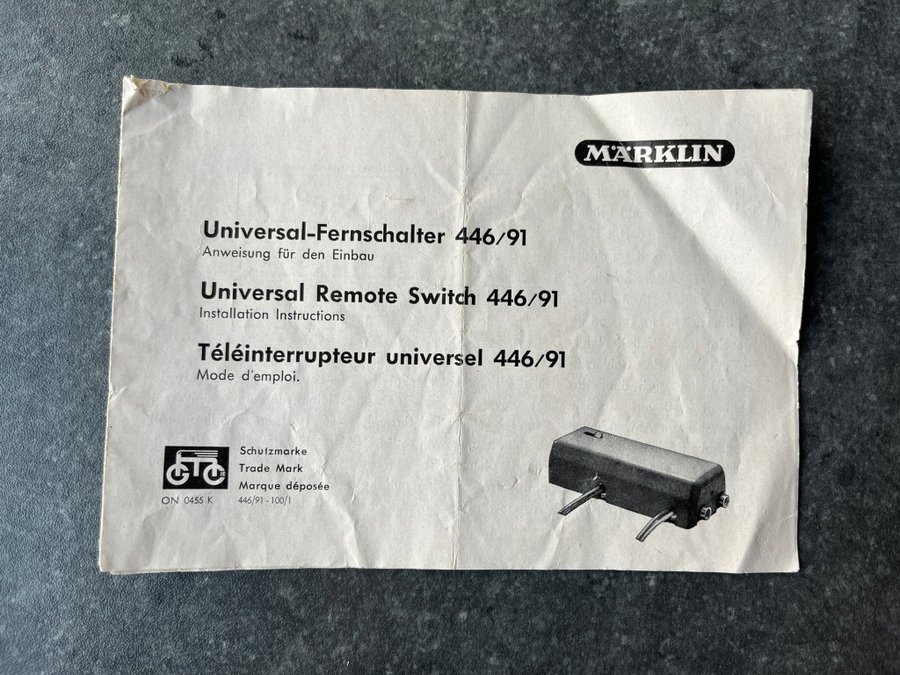 MÄRKLIN
Universal-Fernschalter 446/91
Anweisung für den Einbau
Universal Remote Switch 446/91
Installation Instructions
Téléinterrupteur universel 446/91
Mode d'emploi.
Schutzmarke
Trade Mark
Marque déposée
ON 0455 K 446/91 - 100/1